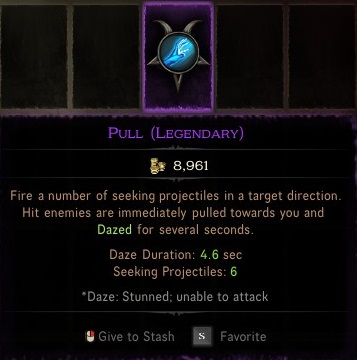 Pull (Legendary)
8,961
Fire a number of seeking projectiles in a target direction.
Hit enemies are immediately pulled towards you and
Dazed for several seconds.
Daze Duration: 4.6 sec
Seeking Projectiles: 6
*Daze: Stunned; unable to attack
Give to Stash S Favorite